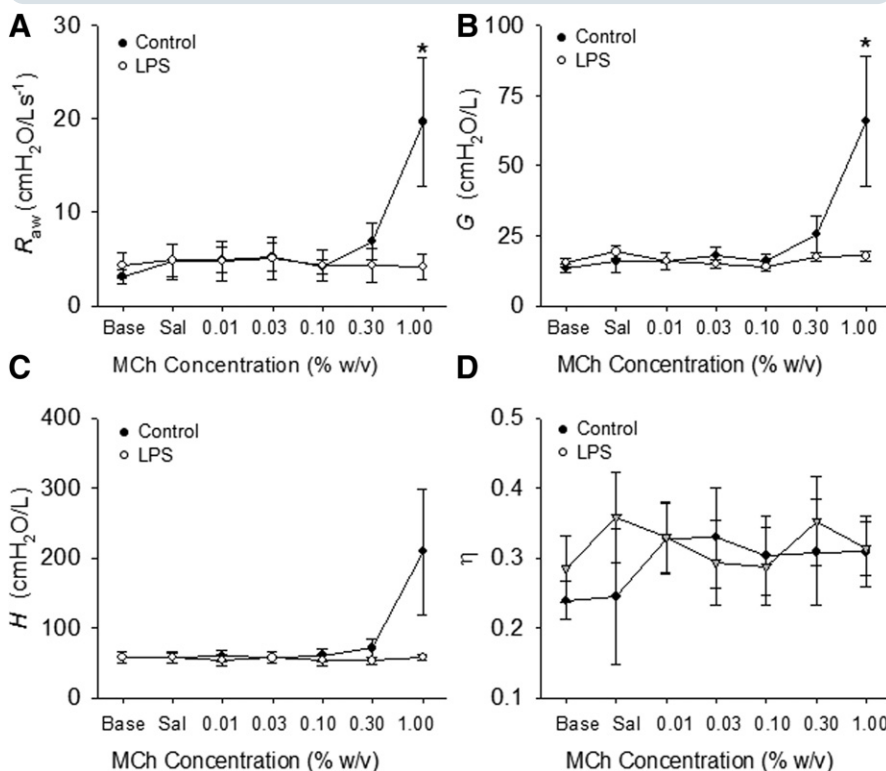 A
30
20
10
0
R_aw (cmH₂O/Ls⁻¹)
Control
LPS
*
Base Sal 0.01 0.03 0.10 0.30 1.00
MCh Concentration (% w/v)
B
100
75
50
25
0
G (cmH₂O/L)
Control
LPS
*
Base Sal 0.01 0.03 0.10 0.30 1.00
MCh Concentration (% w/v)
C
400
300
200
100
0
H (cmH₂O/L)
Control
LPS
Base Sal 0.01 0.03 0.10 0.30 1.00
MCh Concentration (% w/v)
D
0.5
0.4
0.3
0.2
0.1
η
Control
LPS
Base Sal 0.01 0.03 0.10 0.30 1.00
MCh Concentration (% w/v)